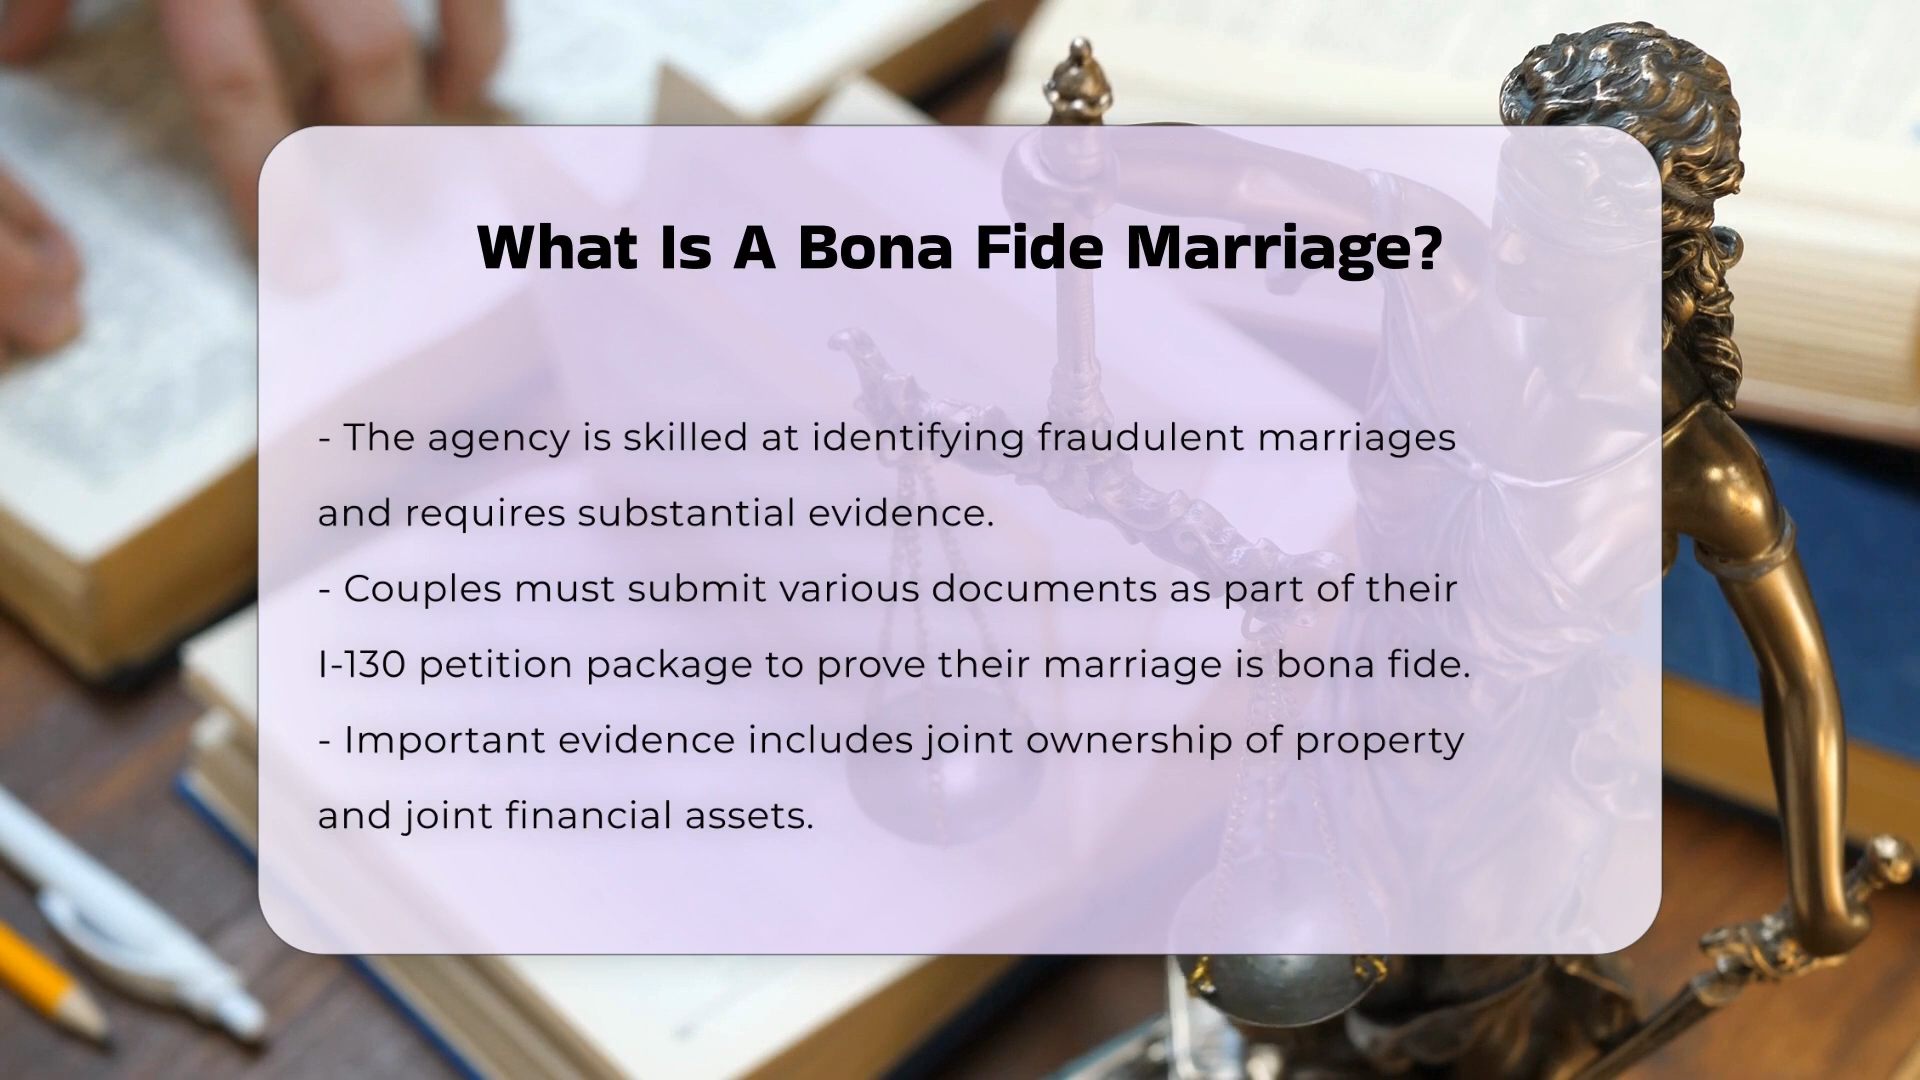 What Is A Bona Fide Marriage?
- The agency is skilled at identifying fraudulent marriages
and requires substantial evidence.
- Couples must submit various documents as part of their
I-130 petition package to prove their marriage is bona fide.
- Important evidence includes joint ownership of property
and joint financial assets.